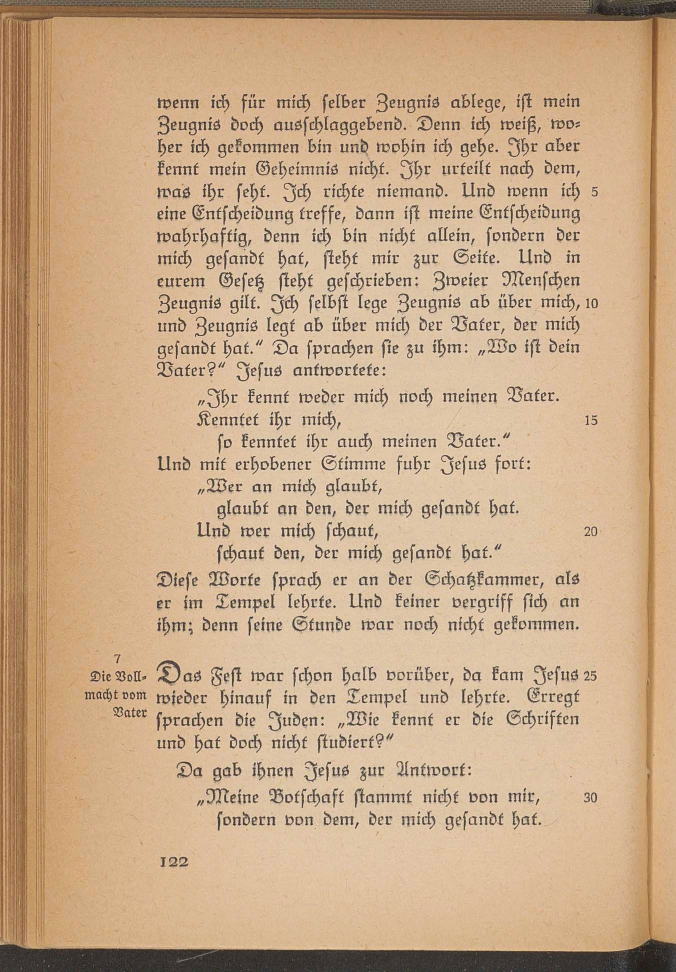 wenn ich für mich selber Zeugnis ablege, ist mein
Zeugnis doch ausschlaggebend. Denn ich weiß, wo-
her ich gekommen bin und wohin ich gehe. Ihr aber
kennt mein Geheimnis nicht. Ihr urteilt nach dem,
was ihr seht. Ich richte niemand. Und wenn ich 5
eine Entscheidung treffe, dann ist meine Entscheidung
wahrhaftig, denn ich bin nicht allein, sondern der
mich gesandt hat, steht mir zur Seite. Und in
eurem Gesetz steht geschrieben: Zweier Menschen
Zeugnis gilt. Ich selbst lege Zeugnis ab über mich, 10
und Zeugnis legt ab über mich der Vater, der mich
gesandt hat.“ Da sprachen sie zu ihm: „Wo ist dein
Vater?“ Jesus antwortete:
„Ihr kennt weder mich noch meinen Vater.
Kenntet ihr mich, 15
so kenntet ihr auch meinen Vater.“
Und mit erhobener Stimme fuhr Jesus fort:
„Wer an mich glaubt,
glaubt an den, der mich gesandt hat.
Und wer mich schaut, 20
schaut den, der mich gesandt hat.“
Diese Worte sprach er an der Schatzkammer, als
er im Tempel lehrte. Und keiner vergriff sich an
ihm; denn seine Stunde war noch nicht gekommen.
7
Die Voll-
macht vom
Vater
Das Fest war schon halb vorüber, da kam Jesus 25
wieder hinauf in den Tempel und lehrte. Erregt
sprachen die Juden: „Wie kennt er die Schriften
und hat doch nicht studiert?“
Da gab ihnen Jesus zur Antwort:
„Meine Botschaft stammt nicht von mir, 30
sondern von dem, der mich gesandt hat.
122